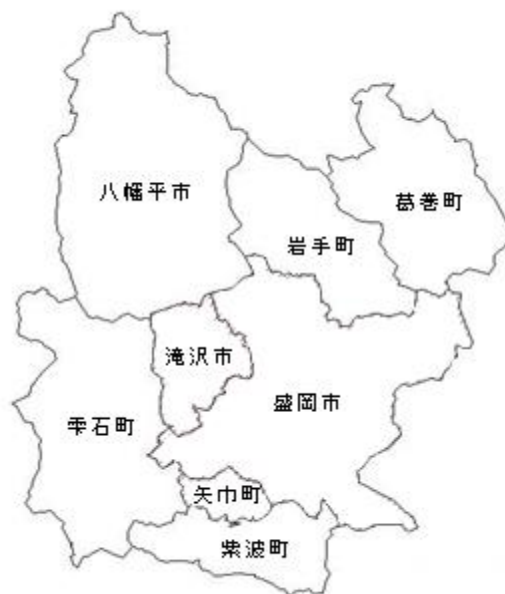 八幡平市
葛巻町
岩手町
滝沢市
盛岡市
雫石町
矢巾町
紫波町